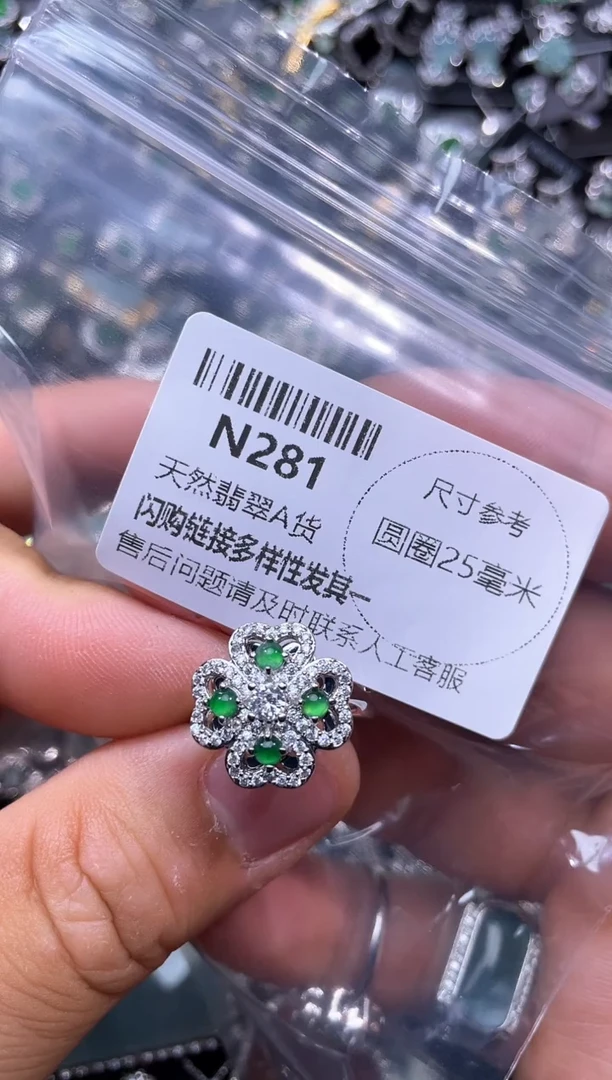 N281
天然翡翠A货
闪购链接多样性发其一
售后问题请及时联系人工客服
尺寸参考
圆圈25毫米